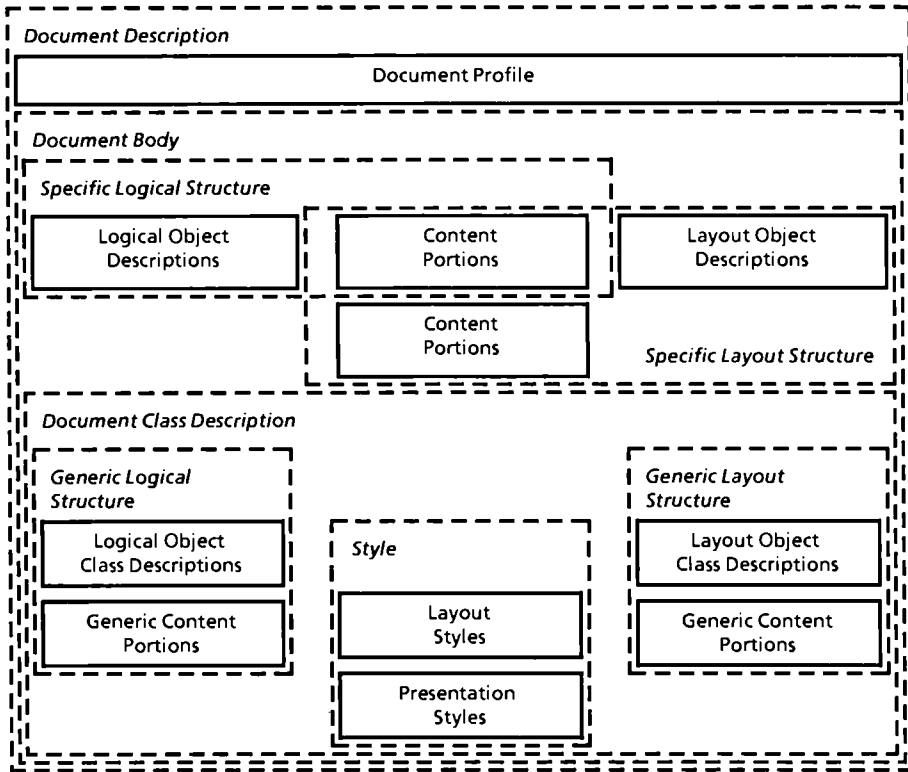 Document Description
Document Profile
Document Body
Specific Logical Structure
Logical Object
Descriptions
Content
Portions
Layout Object
Descriptions
Content
Portions
Specific Layout Structure
Document Class Description
Generic Logical
Structure
Logical Object
Class Descriptions
Generic Content
Portions
Style
Layout
Styles
Presentation
Styles
Generic Layout
Structure
Layout Object
Class Descriptions
Generic Content
Portions